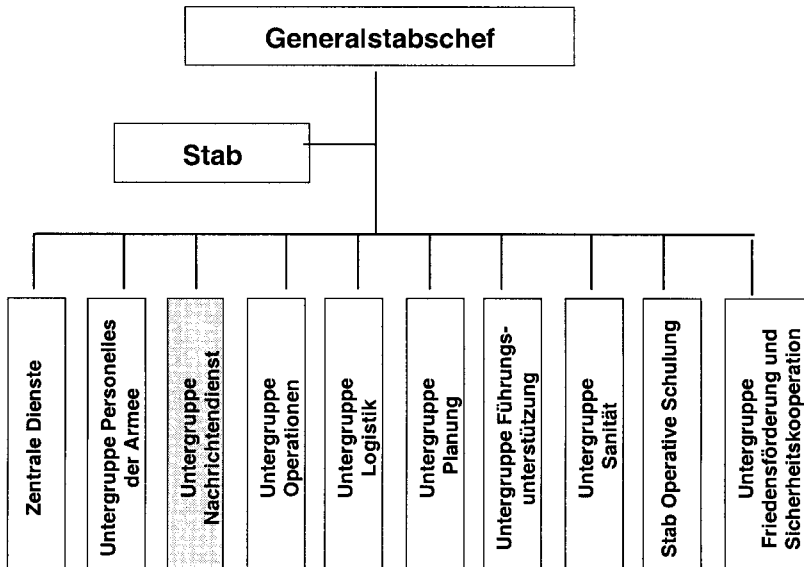 Generalstabschef
Stab
Zentrale Dienste
Untergruppe Personelles
der Armee
Untergruppe
Nachrichtendienst
Untergruppe
Operationen
Untergruppe
Logistik
Untergruppe
Planung
Untergruppe Führungs-
unterstützung
Untergruppe
Sanität
Stab Operative Schulung
Untergruppe
Friedensförderung und
Sicherheitskooperation